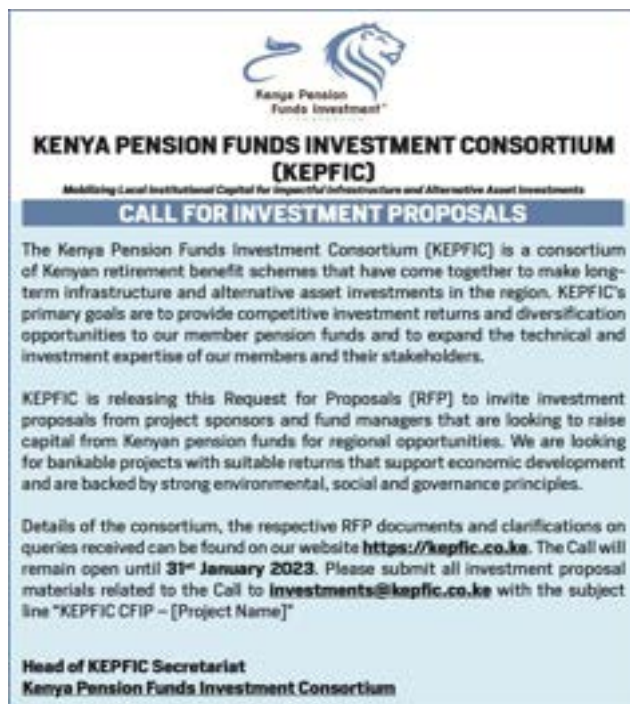 Kenya Pension
Funds Investment
KENYA PENSION FUNDS INVESTMENT CONSORTIUM
(KEPFIC)
Mobilizing Local Institutional Capital for Impactful Infrastructure and Alternative Asset Investments
CALL FOR INVESTMENT PROPOSALS
The Kenya Pension Funds Investment Consortium (KEPFIC) is a consortium
of Kenyan retirement benefit schemes that have come together to make long-
term infrastructure and alternative asset investments in the region. KEPFIC's
primary goals are to provide competitive investment returns and diversification
opportunities to our member pension funds and to expand the technical and
investment expertise of our members and their stakeholders.
KEPFIC is releasing this Request for Proposals (RFP) to invite investment
proposals from project sponsors and fund managers that are looking to raise
capital from Kenyan pension funds for regional opportunities. We are looking
for bankable projects with suitable returns that support economic development
and are backed by strong environmental, social and governance principles.
Details of the consortium, the respective RFP documents and clarifications on
queries received can be found on our website https://kepfic.co.ke. The Call will
remain open until 31st January 2023. Please submit all investment proposal
materials related to the Call to investments@kepfic.co.ke with the subject
line "KEPFIC CFIP – [Project Name]"
Head of KEPFIC Secretariat
Kenya Pension Funds Investment Consortium